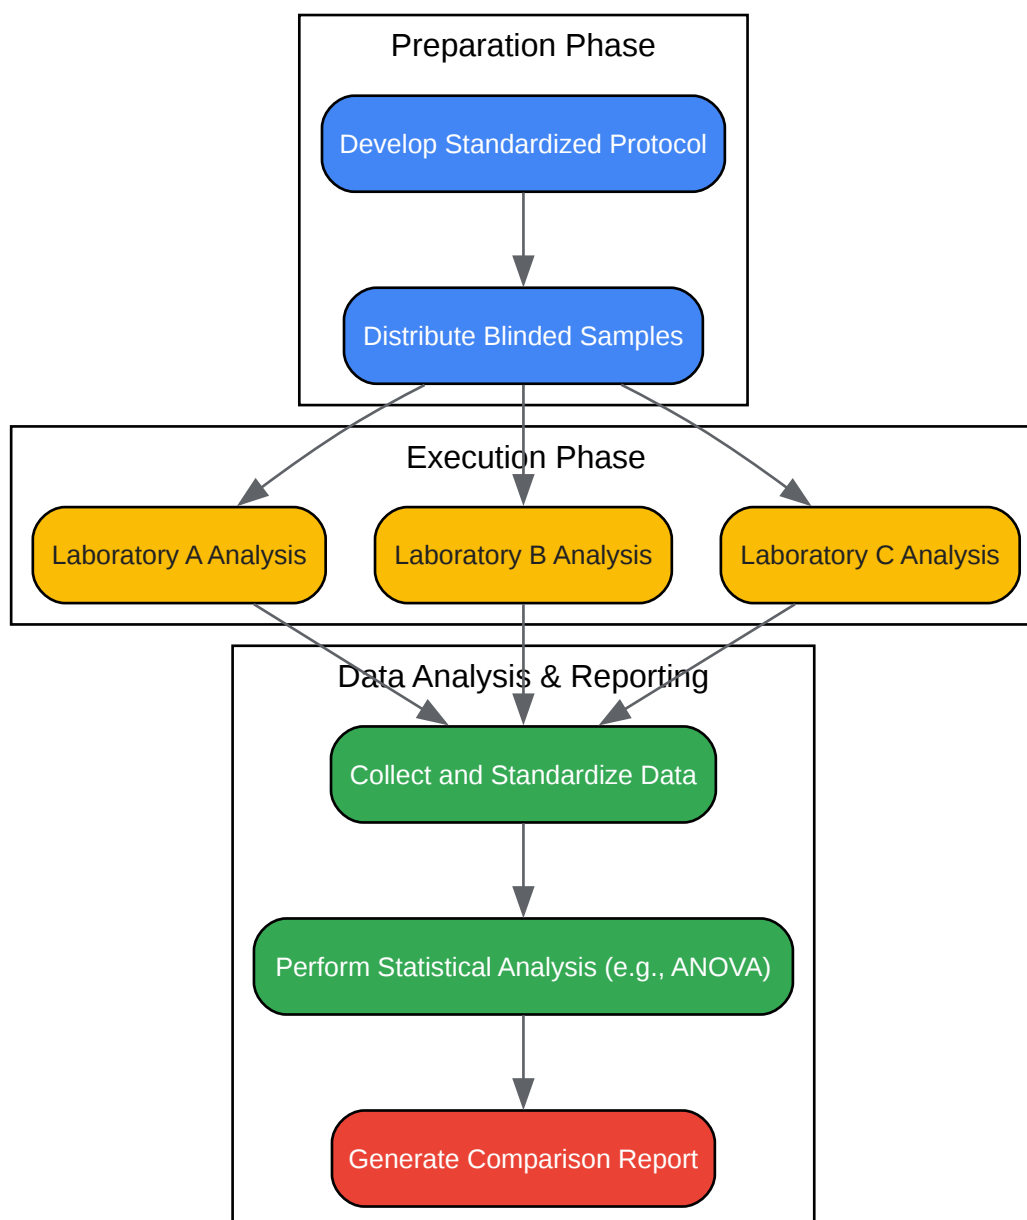 Preparation Phase
Develop Standardized Protocol
Distribute Blinded Samples
Execution Phase
Laboratory A Analysis
Laboratory B Analysis
Laboratory C Analysis
Data Analysis & Reporting
Collect and Standardize Data
Perform Statistical Analysis (e.g., ANOVA)
Generate Comparison Report